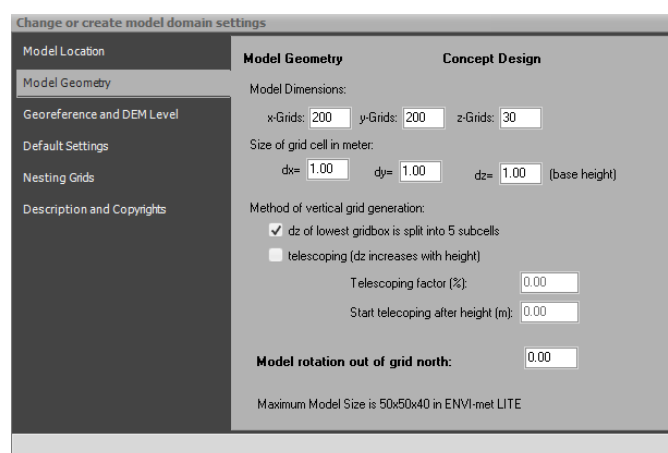 Change or create model domain settings
Model Location
Model Geometry
Georeference and DEM Level
Default Settings
Nesting Grids
Description and Copyrights
Model Geometry Concept Design
Model Dimensions:
x-Grids: 200 y-Grids: 200 z-Grids: 30
Size of grid cell in meter:
dx= 1.00 dy= 1.00 dz= 1.00 (base height)
Method of vertical grid generation:
dz of lowest gridbox is split into 5 subcells
telescoping (dz increases with height)
Telescoping factor (%): 0.00
Start telecoping after height (m): 0.00
Model rotation out of grid north: 0.00
Maximum Model Size is 50x50x40 in ENVI-met LITE